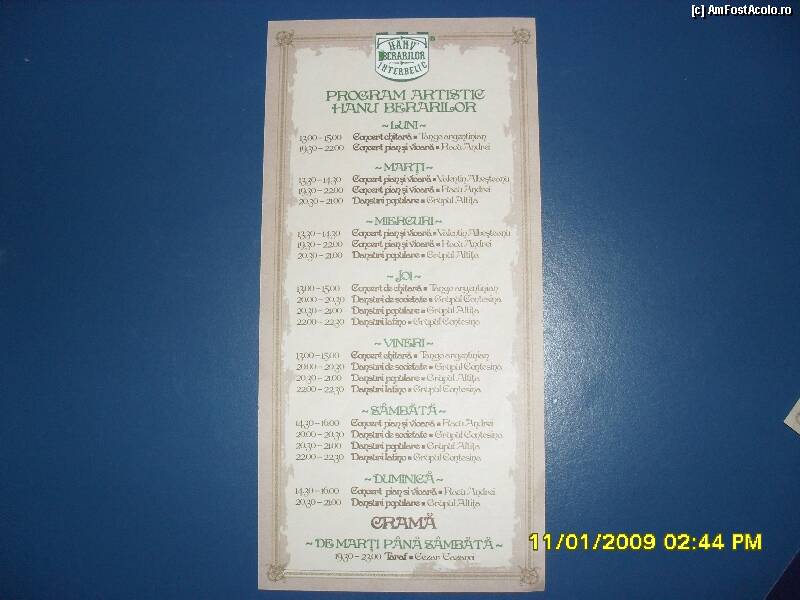 [c] AmFostAcolo.ro
HANU'
BERARILOR
INTERBELIC
PROGRAM ARTISTIC
HANU BERARILOR
~ LUNI ~
13.00 – 15.00 Concert chitară • Tango argentinian
19.30 – 22.00 Concert pian și vioară • Racu Andrei
~ MARȚI ~
13.30 – 14.30 Concert pian și vioară • Valentin Albeșteanu
19.30 – 22.00 Concert pian și vioară • Racu Andrei
20.30 – 21.00 Dansuri populare • Grupul Altița
~ MIERCURI ~
13.30 – 14.30 Concert pian și vioară • Valentin Albeșteanu
19.30 – 22.00 Concert pian și vioară • Racu Andrei
20.30 – 21.00 Dansuri populare • Grupul Altița
~ JOI ~
13.00 – 15.00 Concert de chitară • Tango argentinian
20.00 – 20.30 Dansuri de societate • Grupul Contesina
20.30 – 21.00 Dansuri populare • Grupul Altița
22.00 – 22.30 Dansuri latino • Grupul Contesina
~ VINERI ~
13.00 – 15.00 Concert chitară • Tango argentinian
20.00 – 20.30 Dansuri de societate • Grupul Contesina
20.30 – 21.00 Dansuri populare • Grupul Altița
22.00 – 22.30 Dansuri latino • Grupul Contesina
~ SÂMBĂTĂ ~
14.30 – 16.00 Concert pian și vioară • Racu Andrei
20.00 – 20.30 Dansuri de societate • Grupul Contesina
20.30 – 21.00 Dansuri populare • Grupul Altița
22.00 – 22.30 Dansuri latino • Grupul Contesina
~ DUMINICĂ ~
14.30 – 16.00 Concert pian și vioară • Racu Andrei
20.30 – 21.00 Dansuri populare • Grupul Altița
CRAMĂ
~ DE MARȚI PÂNĂ SÂMBĂTĂ ~
19.30 – 23.00 Taraf • Cezar Cazanoi
11/01/2009 02:44 PM